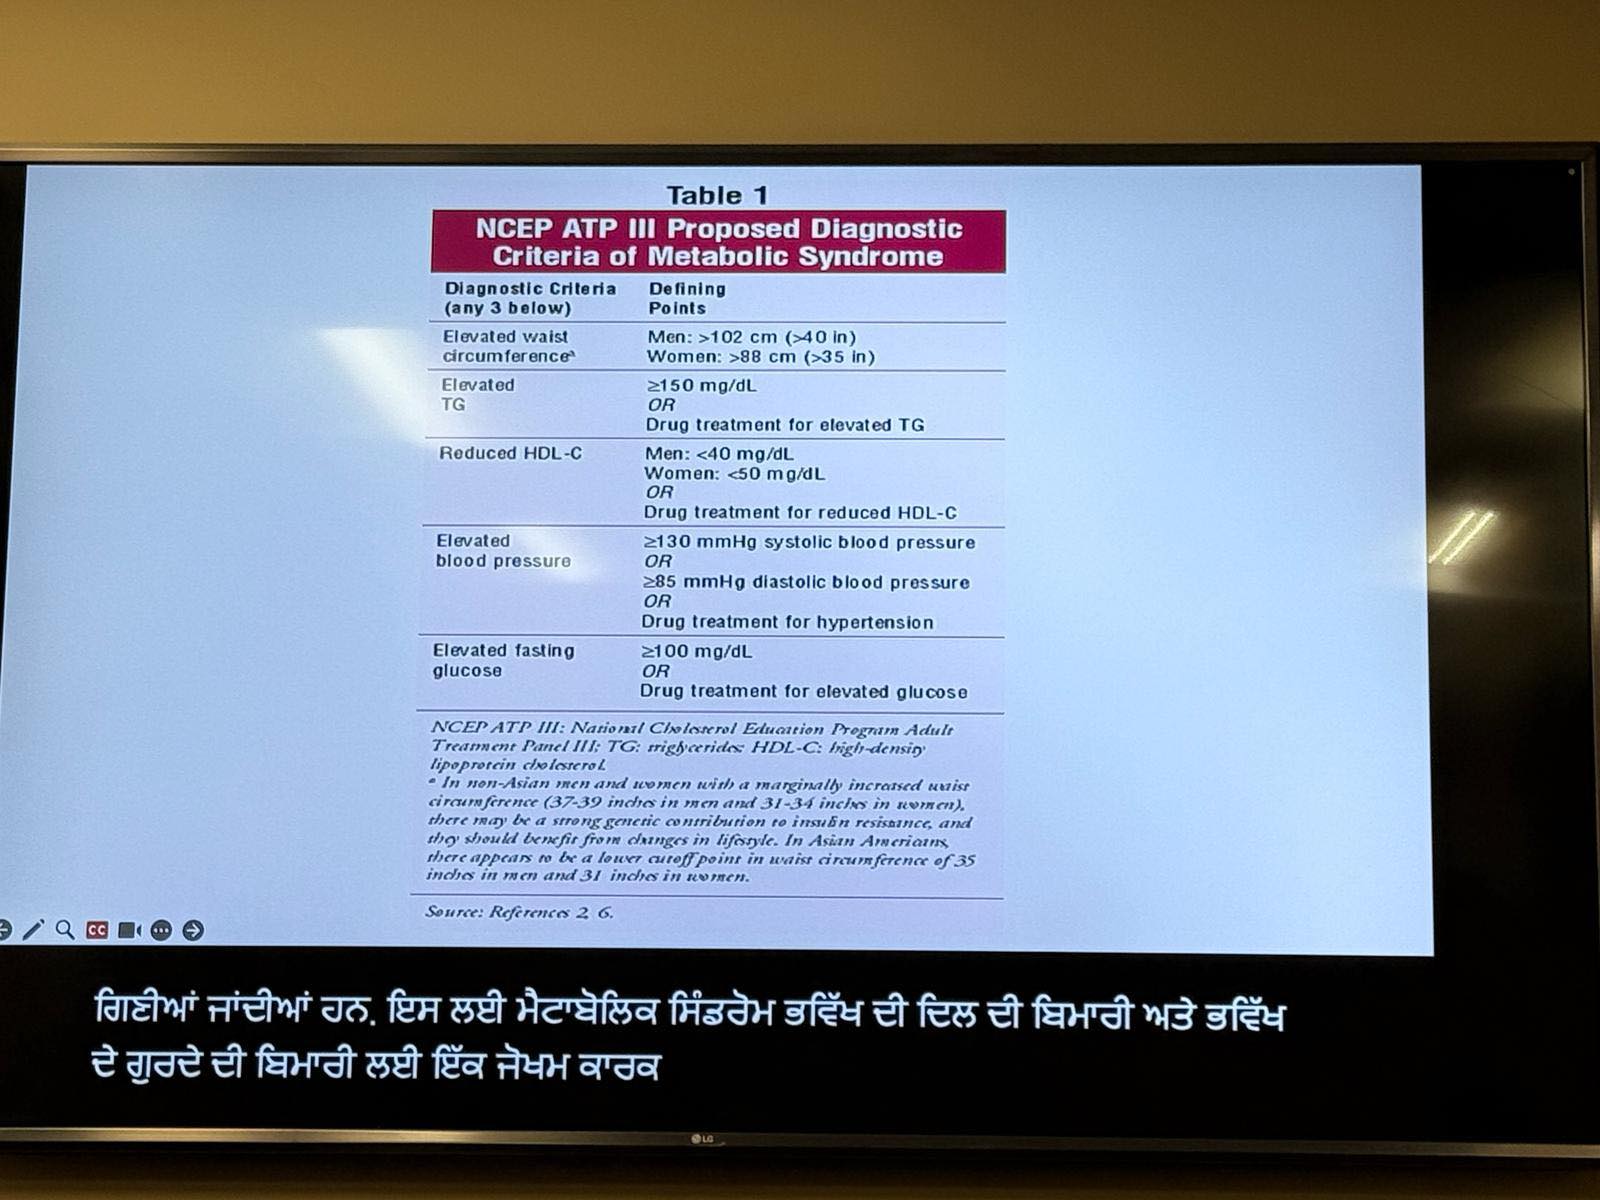 Table 1
NCEP ATP III Proposed Diagnostic
Criteria of Metabolic Syndrome
Diagnostic Criteria Defining
(any 3 below) Points
Elevated waist Men: >102 cm (>40 in)
circumferenceª Women: >88 cm (>35 in)
Elevated ≥150 mg/dL
TG OR
Drug treatment for elevated TG
Reduced HDL-C Men: <40 mg/dL
Women: <50 mg/dL
OR
Drug treatment for reduced HDL-C
Elevated ≥130 mmHg systolic blood pressure
blood pressure OR
≥85 mmHg diastolic blood pressure
OR
Drug treatment for hypertension
Elevated fasting ≥100 mg/dL
glucose OR
Drug treatment for elevated glucose
NCEP ATP III: National Cholesterol Education Program Adult
Treatment Panel III; TG: triglycerides; HDL-C: high-density
lipoprotein cholesterol.
ª In non-Asian men and women with a marginally increased waist
circumference (37-39 inches in men and 31-34 inches in women),
there may be a strong genetic contribution to insulin resistance, and
they should benefit from changes in lifestyle. In Asian Americans,
there appears to be a lower cutoff point in waist circumference of 35
inches in men and 31 inches in women.
Source: References 2, 6.
CC
ਗਿਣੀਆਂ ਜਾਂਦੀਆਂ ਹਨ. ਇਸ ਲਈ ਮੈਟਾਬੋਲਿਕ ਸਿੰਡਰੋਮ ਭਵਿੱਖ ਦੀ ਦਿਲ ਦੀ ਬਿਮਾਰੀ ਅਤੇ ਭਵਿੱਖ
ਦੇ ਗੁਰਦੇ ਦੀ ਬਿਮਾਰੀ ਲਈ ਇੱਕ ਜੋਖਮ ਕਾਰਕ
LG